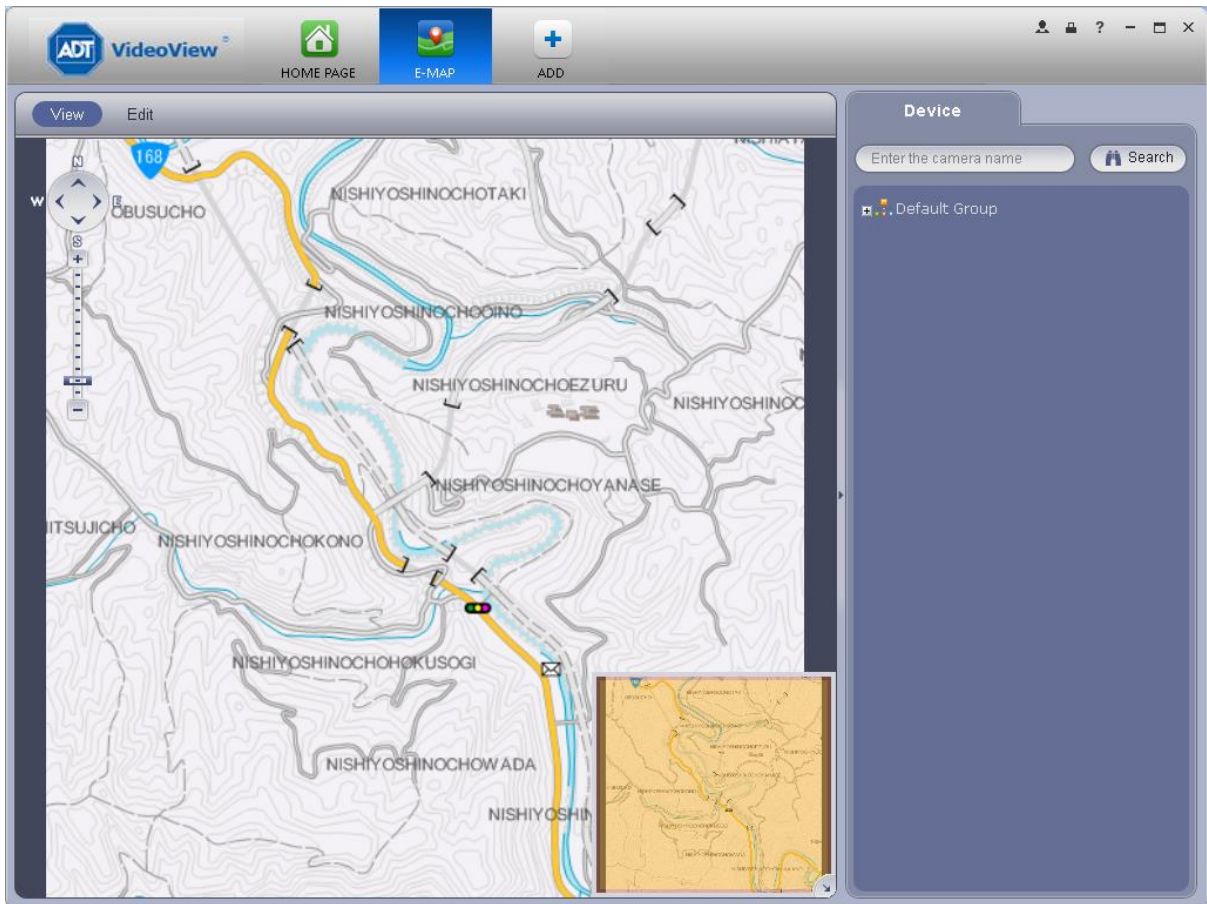 ADT VideoView®
HOME PAGE
E-MAP
ADD
?
View
Edit
Device
Enter the camera name
Search
Default Group
N
W
E
S
168
OBUSUCHO
NISHIYOSHINOCHOTAKI
NISHIYOSHINOCHOOINO
NISHIYOSHINOCHOEZURU
NISHIYOSHINOC
NISHIYOSHINOCHOYANASE
ITSUJICHO
NISHIYOSHINOCHOKONO
NISHIYOSHINOCHOHOKUSOGI
NISHIYOSHINOCHOWADA
NISHIYOSHIN